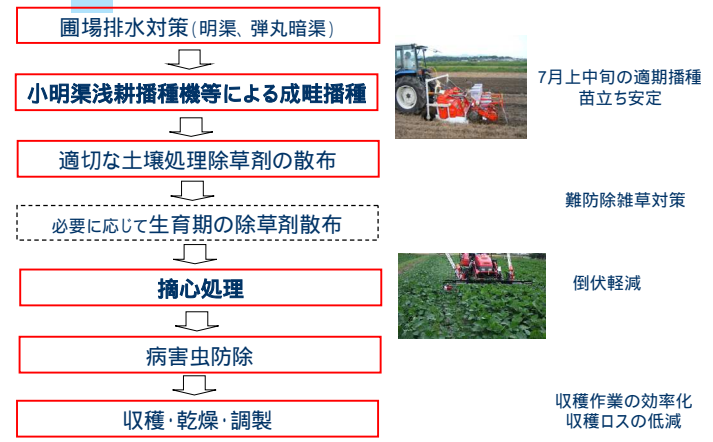 圃場排水対策(明渠、弾丸暗渠)
小明渠浅耕播種機等による成畦播種
7月上中旬の適期播種
苗立ち安定
適切な土壌処理除草剤の散布
難防除雑草対策
必要に応じて生育期の除草剤散布
摘心処理
倒伏軽減
病害虫防除
収穫・乾燥・調製
収穫作業の効率化
収穫ロスの低減